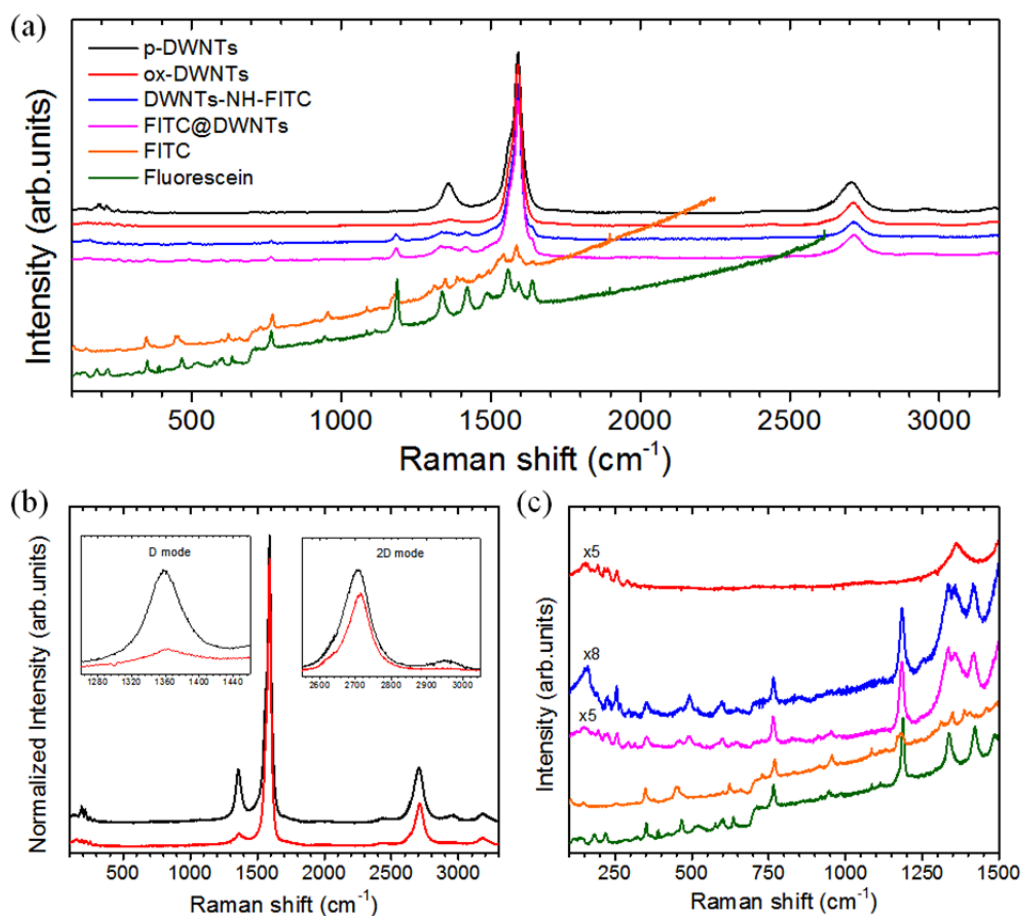 (a)
p-DWNTs
ox-DWNTs
DWNTs-NH-FITC
FITC@DWNTs
FITC
Fluorescein
Intensity (arb.units)
500 1000 1500 2000 2500 3000
Raman shift (cm⁻¹)
(b)
D mode
1280 1320 1360 1400 1440
2D mode
2600 2700 2800 2900 3000
Normalized Intensity (arb.units)
500 1000 1500 2000 2500 3000
Raman shift (cm⁻¹)
(c)
x5
x8
x5
Intensity (arb.units)
250 500 750 1000 1250 1500
Raman shift (cm⁻¹)